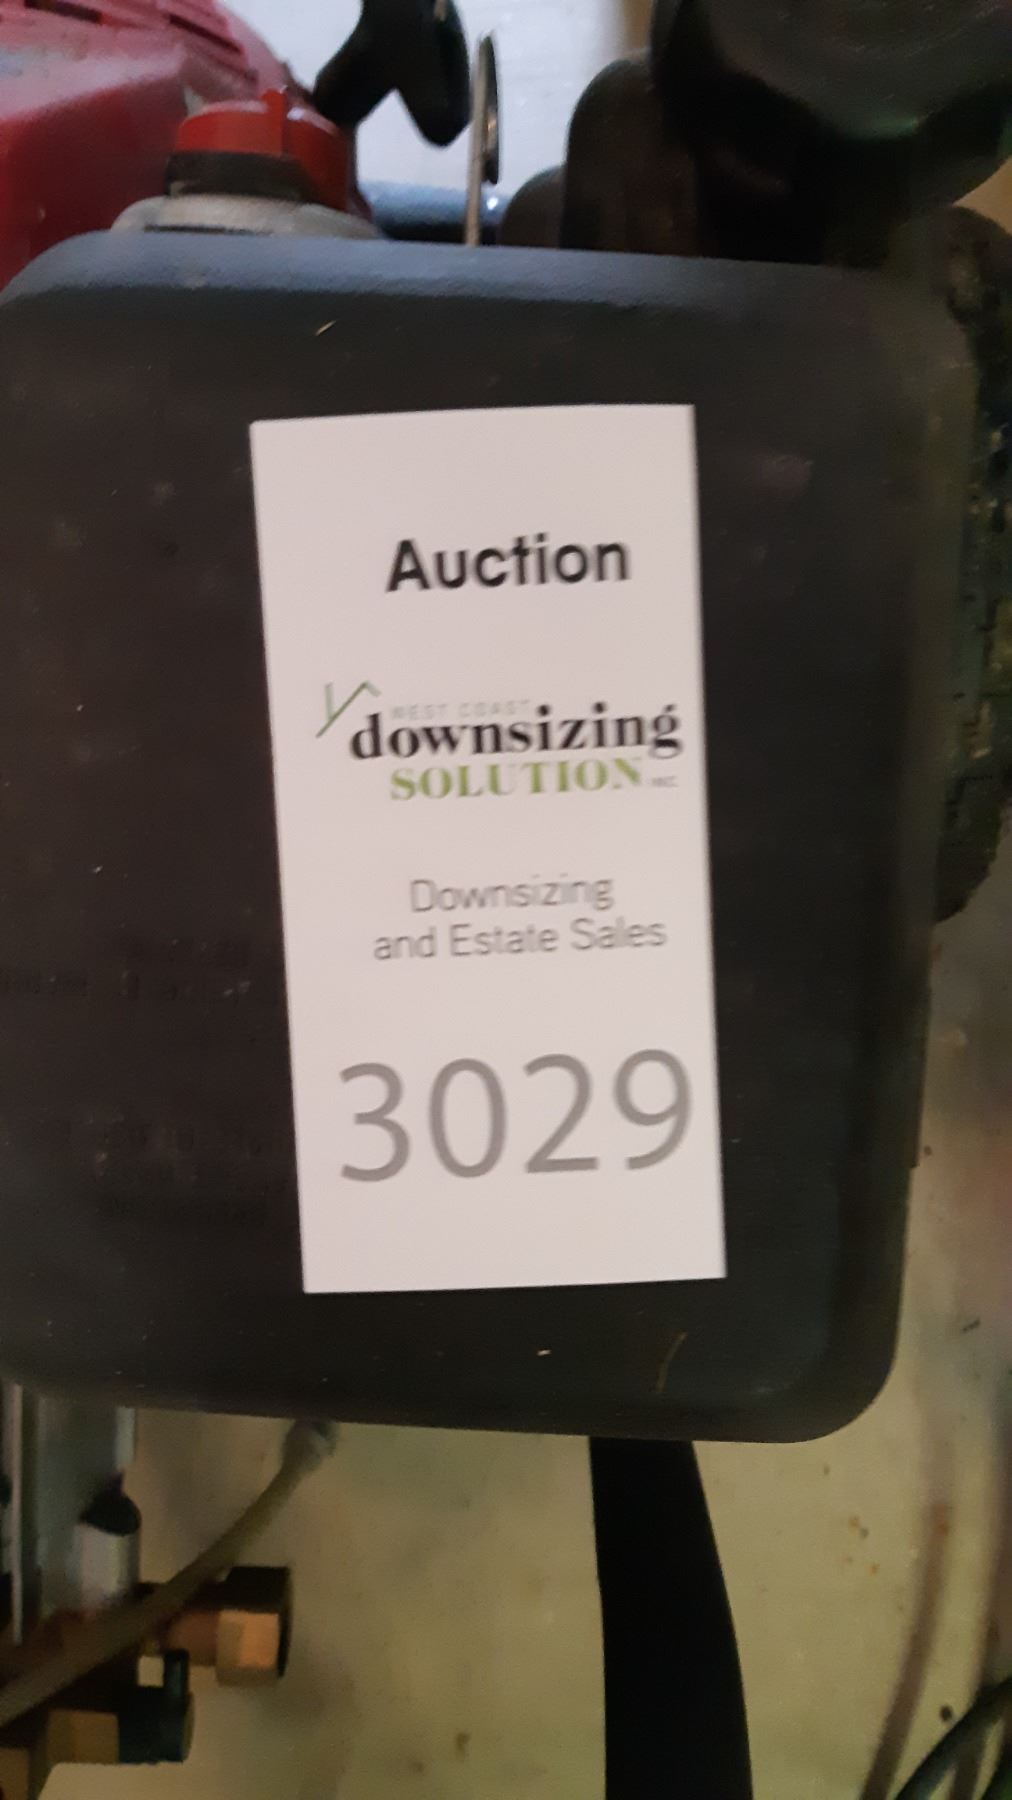 Auction
WEST COAST
downsizing
SOLUTION INC
Downsizing
and Estate Sales
3029